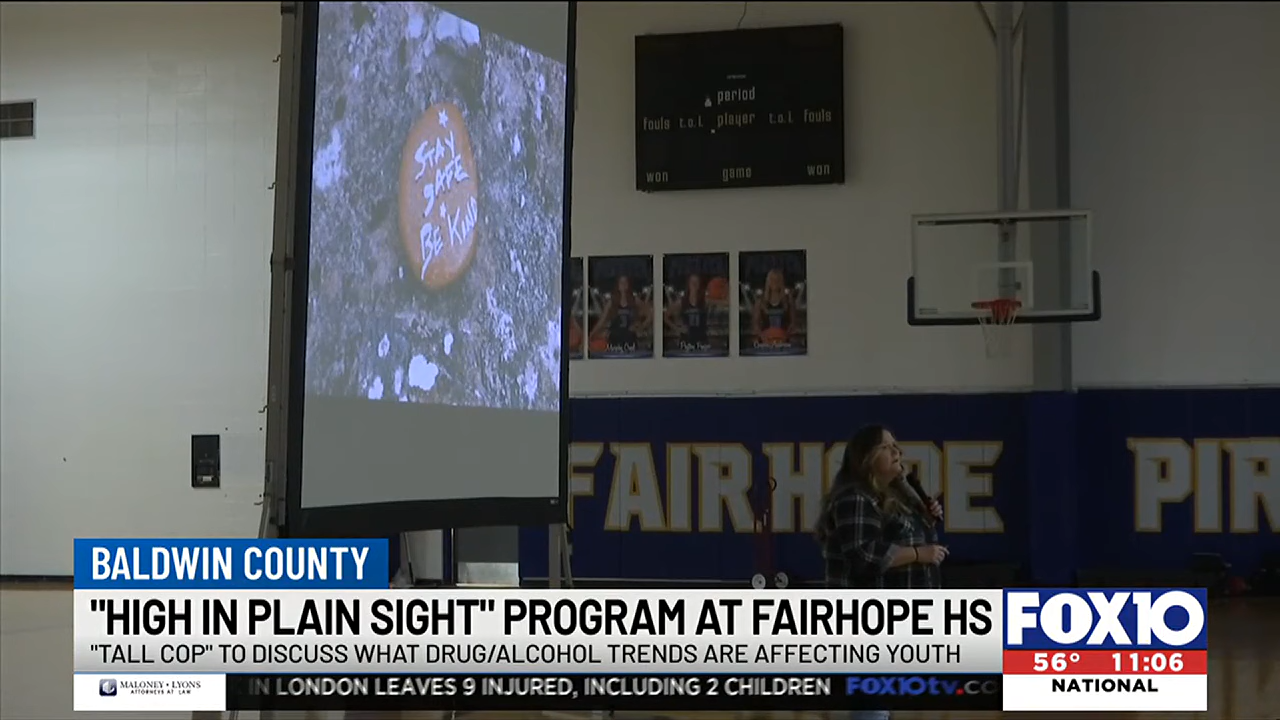 STAY
SAFE
BE KIND
period
fouls t.o.l. player t.o.l. fouls
won game won
FAIRHOPE PIR
BALDWIN COUNTY
"HIGH IN PLAIN SIGHT" PROGRAM AT FAIRHOPE HS
"TALL COP" TO DISCUSS WHAT DRUG/ALCOHOL TRENDS ARE AFFECTING YOUTH
FOX10
56° 11:06
NATIONAL
MALONEY • LYONS
ATTORNEYS AT LAW
IN LONDON LEAVES 9 INJURED, INCLUDING 2 CHILDREN FOX10tv.co